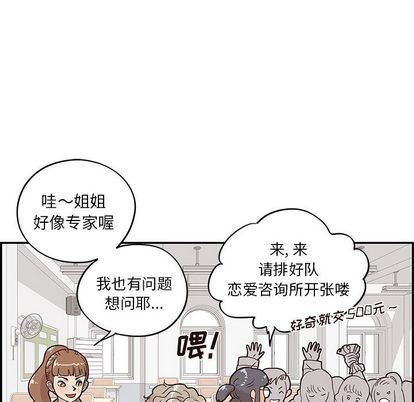 哇～姐姐
好像专家喔
我也有问题
想问耶...
来, 来
请排好队
恋爱咨询所开张喽
好奇就交500元～
喂!